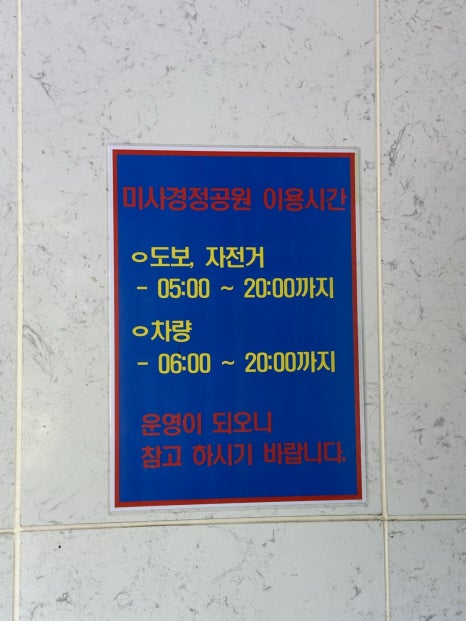 미사경정공원 이용시간
ㅇ도보, 자전거
- 05:00 ~ 20:00까지
ㅇ차량
- 06:00 ~ 20:00까지
운영이 되오니
참고 하시기 바랍니다.